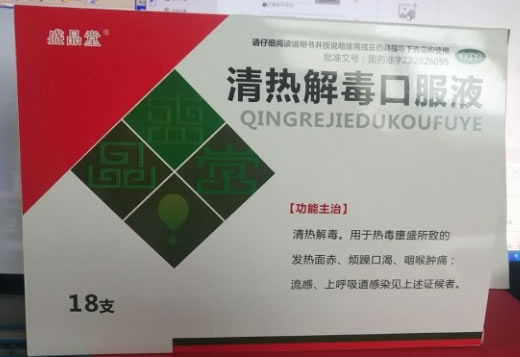 盛品堂®
请仔细阅读说明书并按说明使用或在药师指导下购买和使用
批准文号：国药准字Z22026095
OTC
清热解毒口服液
QINGREJIEDUKOUFUYE
【功能主治】
清热解毒。用于热毒壅盛所致的
发热面赤、烦躁口渴、咽喉肿痛；
流感、上呼吸道感染见上述证候者。
18支